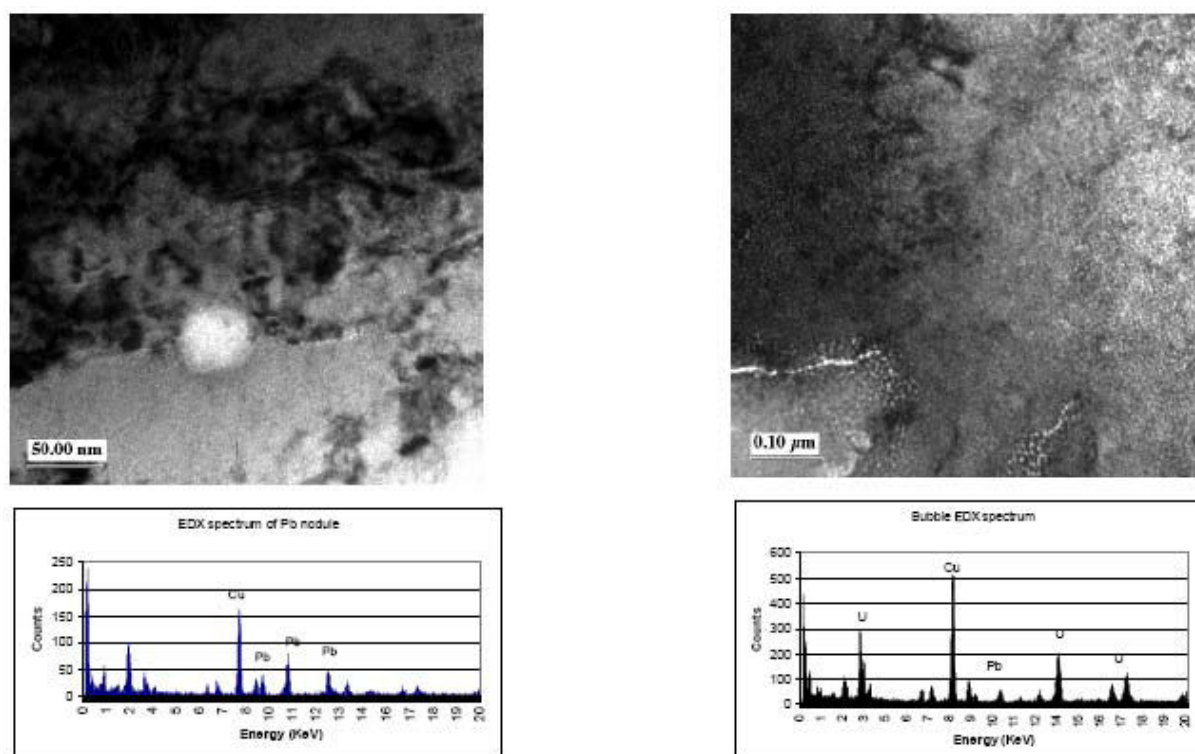 50.00 nm
0.10 µm
EDX spectrum of Pb nodule
250
200
150
100
50
0
Counts
Cu
Pb
Pb
Pb
0 1 2 3 4 5 6 7 8 9 10 11 12 13 14 15 16 17 18 19 20
Energy (KeV)
Bubble EDX spectrum
600
500
400
300
200
100
0
Counts
U
Cu
Pb
U
U
0 1 2 3 4 5 6 7 8 9 10 11 12 13 14 15 16 17 18 19 20
Energy (KeV)